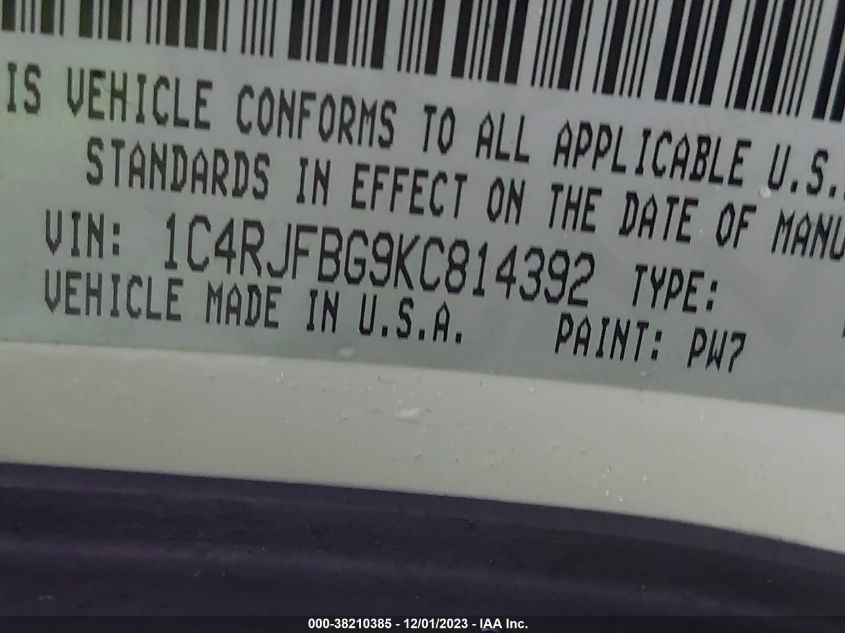 IS VEHICLE CONFORMS TO ALL APPLICABLE U.S.
STANDARDS IN EFFECT ON THE DATE OF MANU
VIN: 1C4RJFBG9KC814392 TYPE:
VEHICLE MADE IN U.S.A. PAINT: PW7
000-38210385 - 12/01/2023 - IAA Inc.